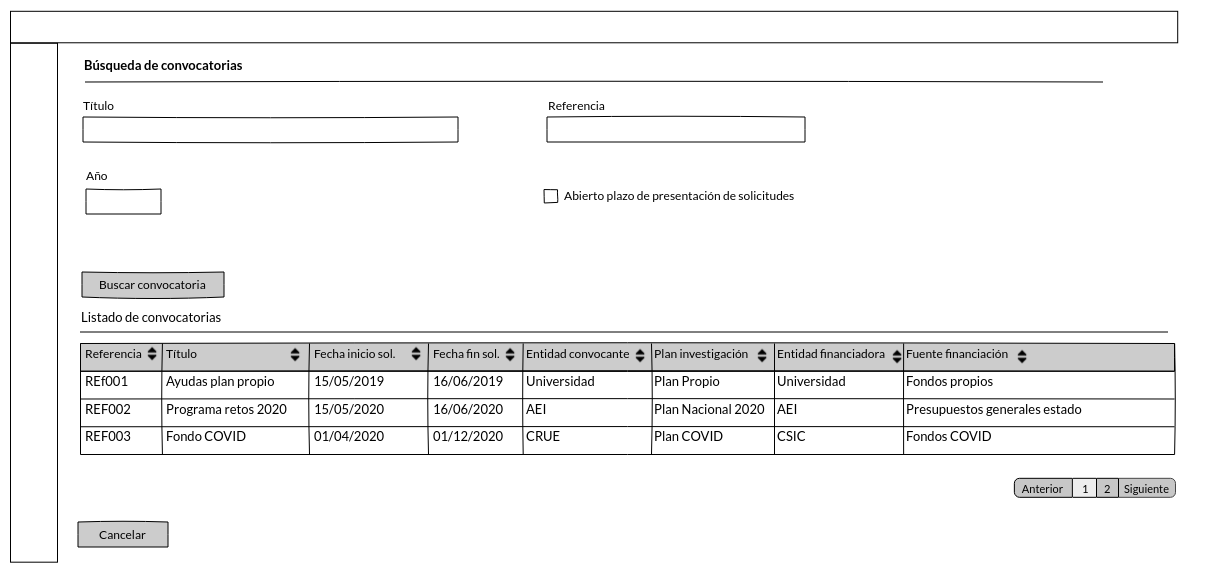 Búsqueda de convocatorias
Título Referencia
Año
Abierto plazo de presentación de solicitudes
Buscar convocatoria
Listado de convocatorias
Referencia Título Fecha inicio sol. Fecha fin sol. Entidad convocante Plan investigación Entidad financiadora Fuente financiación
REf001 Ayudas plan propio 15/05/2019 16/06/2019 Universidad Plan Propio Universidad Fondos propios
REF002 Programa retos 2020 15/05/2020 16/06/2020 AEI Plan Nacional 2020 AEI Presupuestos generales estado
REF003 Fondo COVID 01/04/2020 01/12/2020 CRUE Plan COVID CSIC Fondos COVID
Anterior 1 2 Siguiente
Cancelar